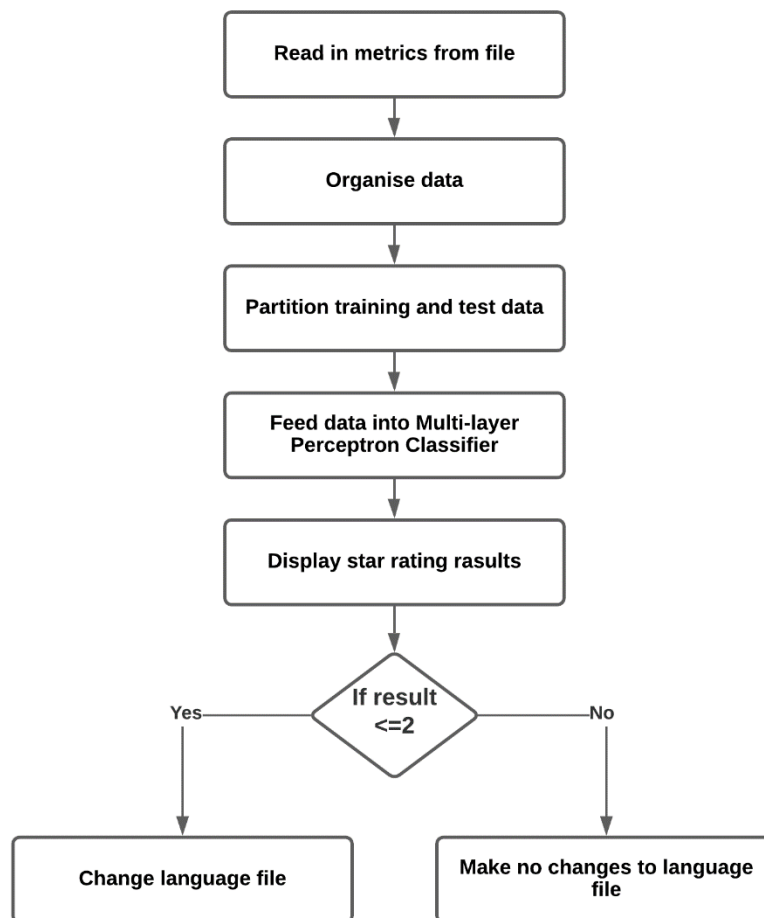 Read in metrics from file
Organise data
Partition training and test data
Feed data into Multi-layer
Perceptron Classifier
Display star rating rasults
If result
<=2
Yes
No
Change language file
Make no changes to language
file